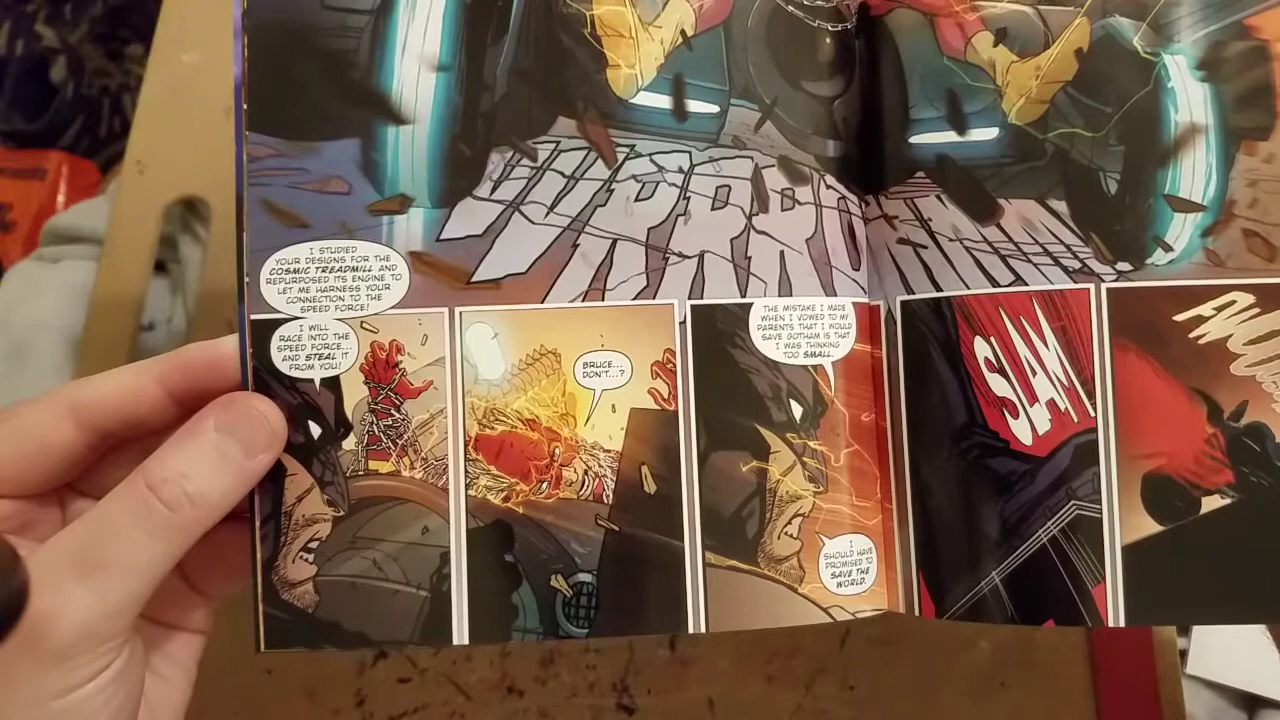 I STUDIED
YOUR DESIGNS FOR THE
COSMIC TREADMILL AND
REPURPOSED ITS ENGINE TO
LET ME HARNESS YOUR
CONNECTION TO THE
SPEED FORCE!
I WILL
RACE INTO THE
SPEED FORCE...
AND STEAL IT
FROM YOU!
BRUCE...
DON'T...?
THE MISTAKE I MADE
WHEN I VOWED TO MY
PARENTS THAT I WOULD
SAVE GOTHAM IS THAT
I WAS THINKING
TOO SMALL.
I
SHOULD HAVE
PROMISED TO
SAVE THE
WORLD.
SLAM